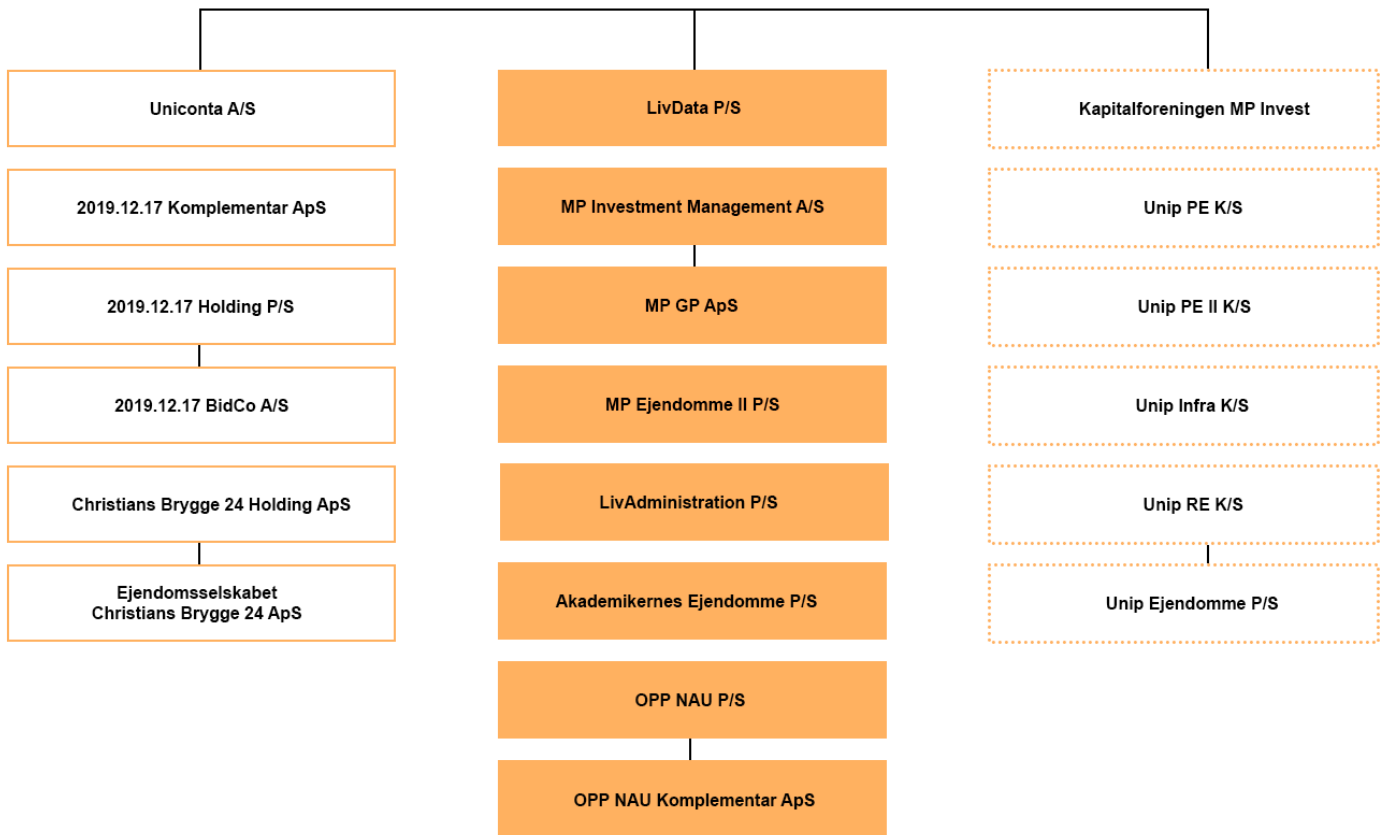 Uniconta A/S
2019.12.17 Komplementar ApS
2019.12.17 Holding P/S
2019.12.17 BidCo A/S
Christians Brygge 24 Holding ApS
Ejendomsselskabet
Christians Brygge 24 ApS
LivData P/S
MP Investment Management A/S
MP GP ApS
MP Ejendomme II P/S
LivAdministration P/S
Akademikernes Ejendomme P/S
OPP NAU P/S
OPP NAU Komplementar ApS
Kapitalforeningen MP Invest
Unip PE K/S
Unip PE II K/S
Unip Infra K/S
Unip RE K/S
Unip Ejendomme P/S